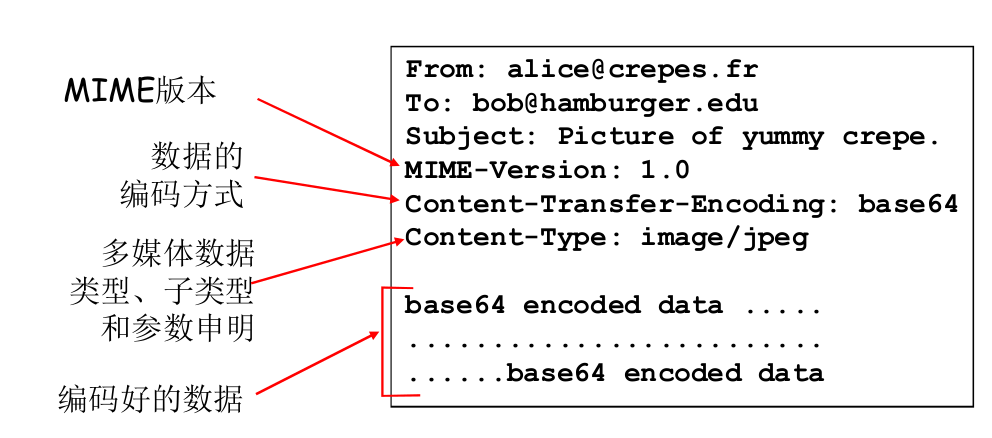 MIME版本
数据的
编码方式
多媒体数据
类型、子类型
和参数申明
编码好的数据
From: alice@crepes.fr
To: bob@hamburger.edu
Subject: Picture of yummy crepe.
MIME-Version: 1.0
Content-Transfer-Encoding: base64
Content-Type: image/jpeg
base64 encoded data .....
.........................
......base64 encoded data